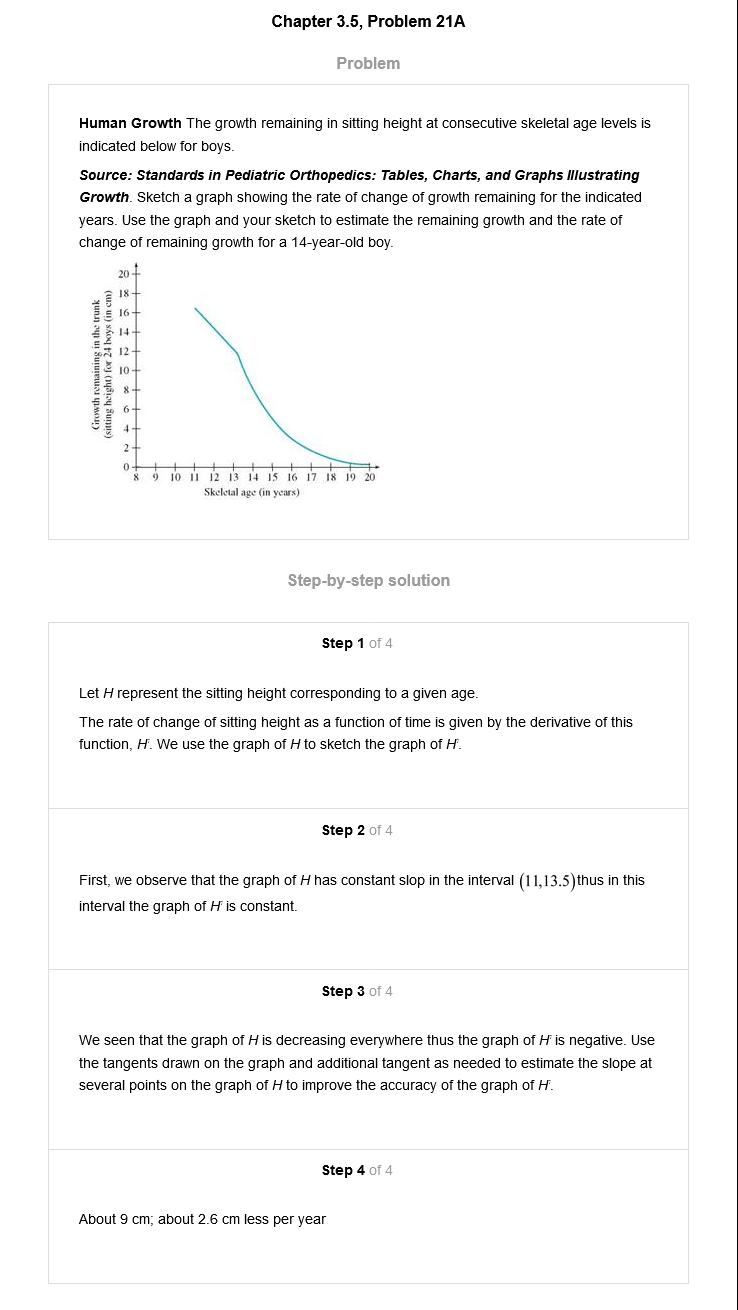 Chapter 3.5, Problem 21A
Problem
Human Growth The growth remaining in sitting height at consecutive skeletal age levels is
indicated below for boys.
Source: Standards in Pediatric Orthopedics: Tables, Charts, and Graphs Illustrating
Growth. Sketch a graph showing the rate of change of growth remaining for the indicated
years. Use the graph and your sketch to estimate the remaining growth and the rate of
change of remaining growth for a 14-year-old boy.
Growth remaining in the trunk
(sitting height) for 24 boys (in cm)
20
18
16
14
12
10
8
6
4
2
0
8 9 10 11 12 13 14 15 16 17 18 19 20
Skeletal age (in years)
Step-by-step solution
Step 1 of 4
Let H represent the sitting height corresponding to a given age.
The rate of change of sitting height as a function of time is given by the derivative of this
function, H'. We use the graph of H to sketch the graph of H'.
Step 2 of 4
First, we observe that the graph of H has constant slop in the interval (11,13.5)thus in this
interval the graph of H' is constant.
Step 3 of 4
We seen that the graph of H is decreasing everywhere thus the graph of H' is negative. Use
the tangents drawn on the graph and additional tangent as needed to estimate the slope at
several points on the graph of H to improve the accuracy of the graph of H'.
Step 4 of 4
About 9 cm; about 2.6 cm less per year